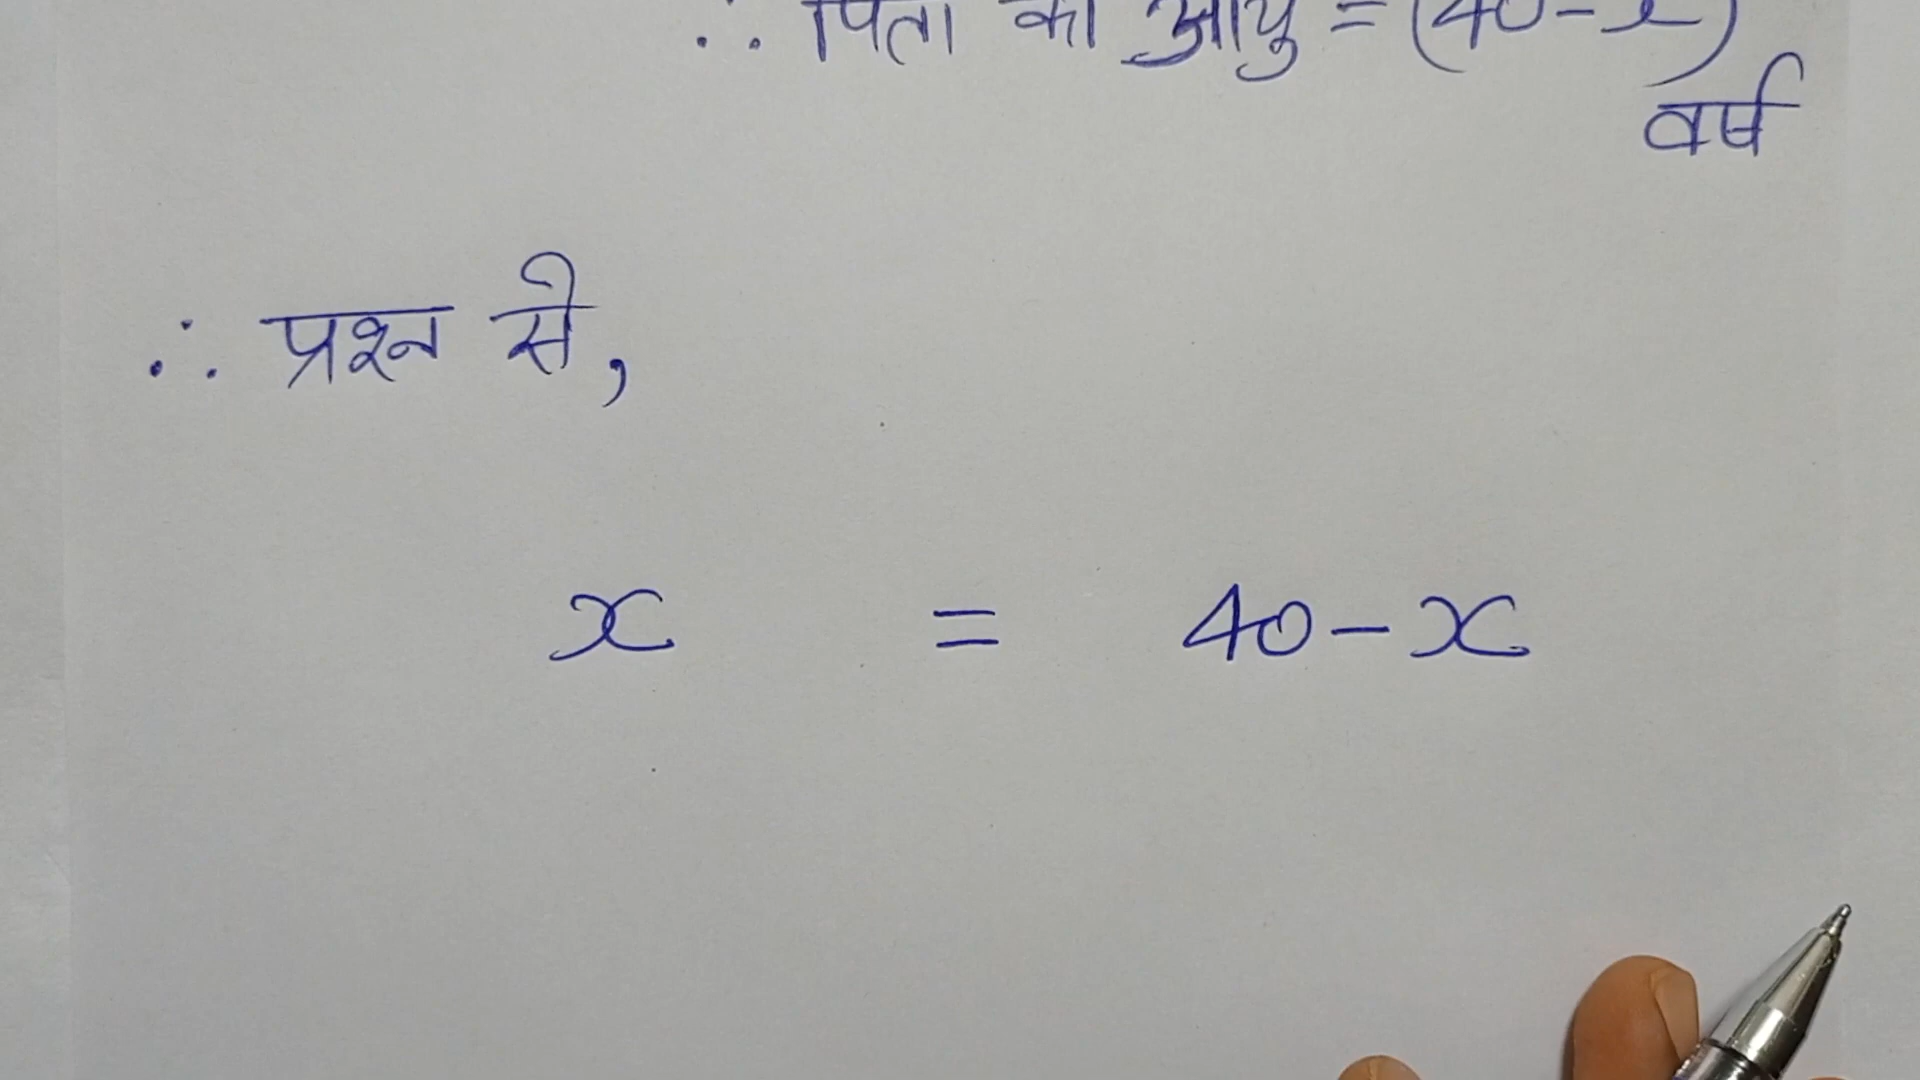 ∴ पिता की आयु = (40-x)
वर्ष
∴ प्रश्न से,
x = 40-x